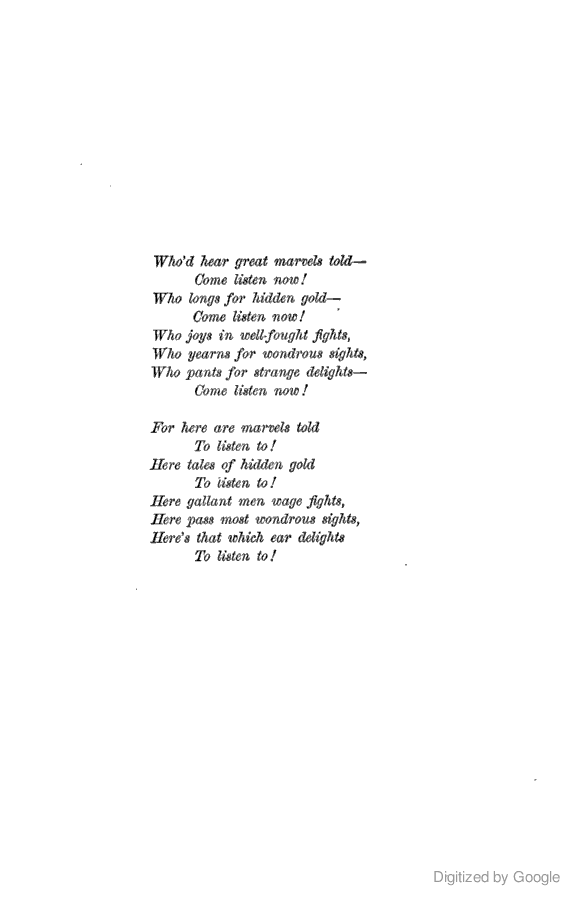 Who'd hear great marvels told—
Come listen now!
Who longs for hidden gold—
Come listen now!
Who joys in well-fought fights,
Who yearns for wondrous sights,
Who pants for strange delights—
Come listen now!

For here are marvels told
To listen to!
Here tales of hidden gold
To listen to!
Here gallant men wage fights,
Here pass most wondrous sights,
Here's that which ear delights
To listen to!
Digitized by Google